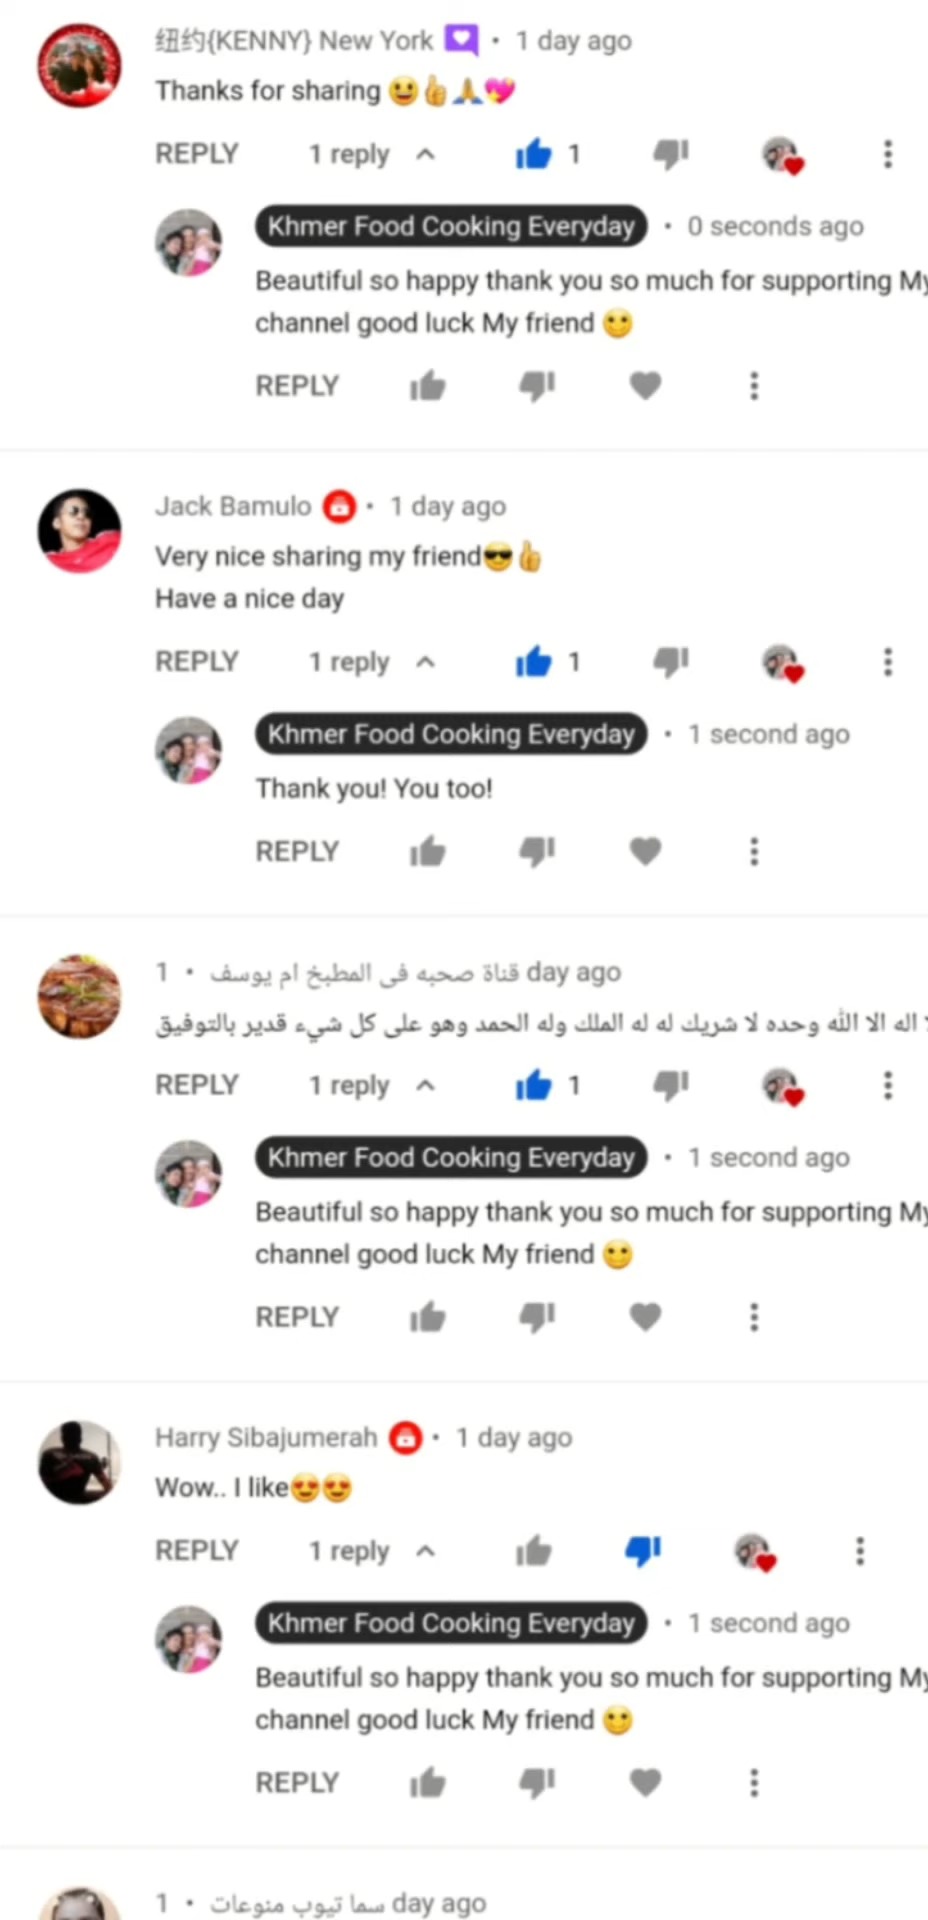 纽约{KENNY} New York • 1 day ago
Thanks for sharing 😃👍🙏💖
REPLY 1 reply 1
Khmer Food Cooking Everyday • 0 seconds ago
Beautiful so happy thank you so much for supporting My
channel good luck My friend 🙂
REPLY
Jack Bamulo • 1 day ago
Very nice sharing my friend😎👍
Have a nice day
REPLY 1 reply 1
Khmer Food Cooking Everyday • 1 second ago
Thank you! You too!
REPLY
قناة صحبه فى المطبخ ام يوسف • 1 day ago
اله الا الله وحده لا شريك له له الملك وله الحمد وهو على كل شيء قدير بالتوفيق
REPLY 1 reply 1
Khmer Food Cooking Everyday • 1 second ago
Beautiful so happy thank you so much for supporting My
channel good luck My friend 🙂
REPLY
Harry Sibajumerah • 1 day ago
Wow.. I like😍😍
REPLY 1 reply
Khmer Food Cooking Everyday • 1 second ago
Beautiful so happy thank you so much for supporting My
channel good luck My friend 🙂
REPLY
سما تيوب منوعات • 1 day ago